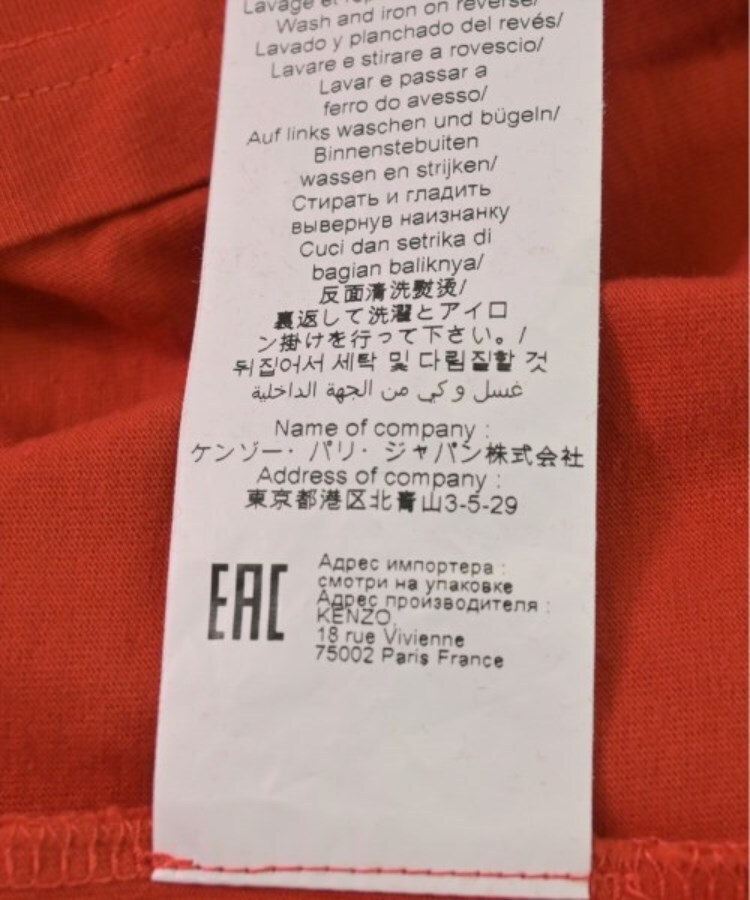 Lavage et
Wash and iron on reverse/
Lavado y planchado del revés/
Lavare e stirare a rovescio/
Lavar e passar a
ferro do avesso/
Auf links waschen und bügeln/
Binnenstebuiten
wassen en strijken/
Стирать и гладить
вывернув наизнанку
Cuci dan setrika di
bagian baliknya/
反面清洗熨烫/
裏返して洗濯とアイロ
ン掛けを行って下さい。/
뒤집어서 세탁 및 다림질할 것
غسل و كي من الجهة الداخلية
Name of company :
ケンゾー・パリ・ジャパン株式会社
Address of company :
東京都港区北青山3-5-29
EAC
Адрес импортера :
смотри на упаковке
Адрес производителя :
KENZO,
18 rue Vivienne
75002 Paris France